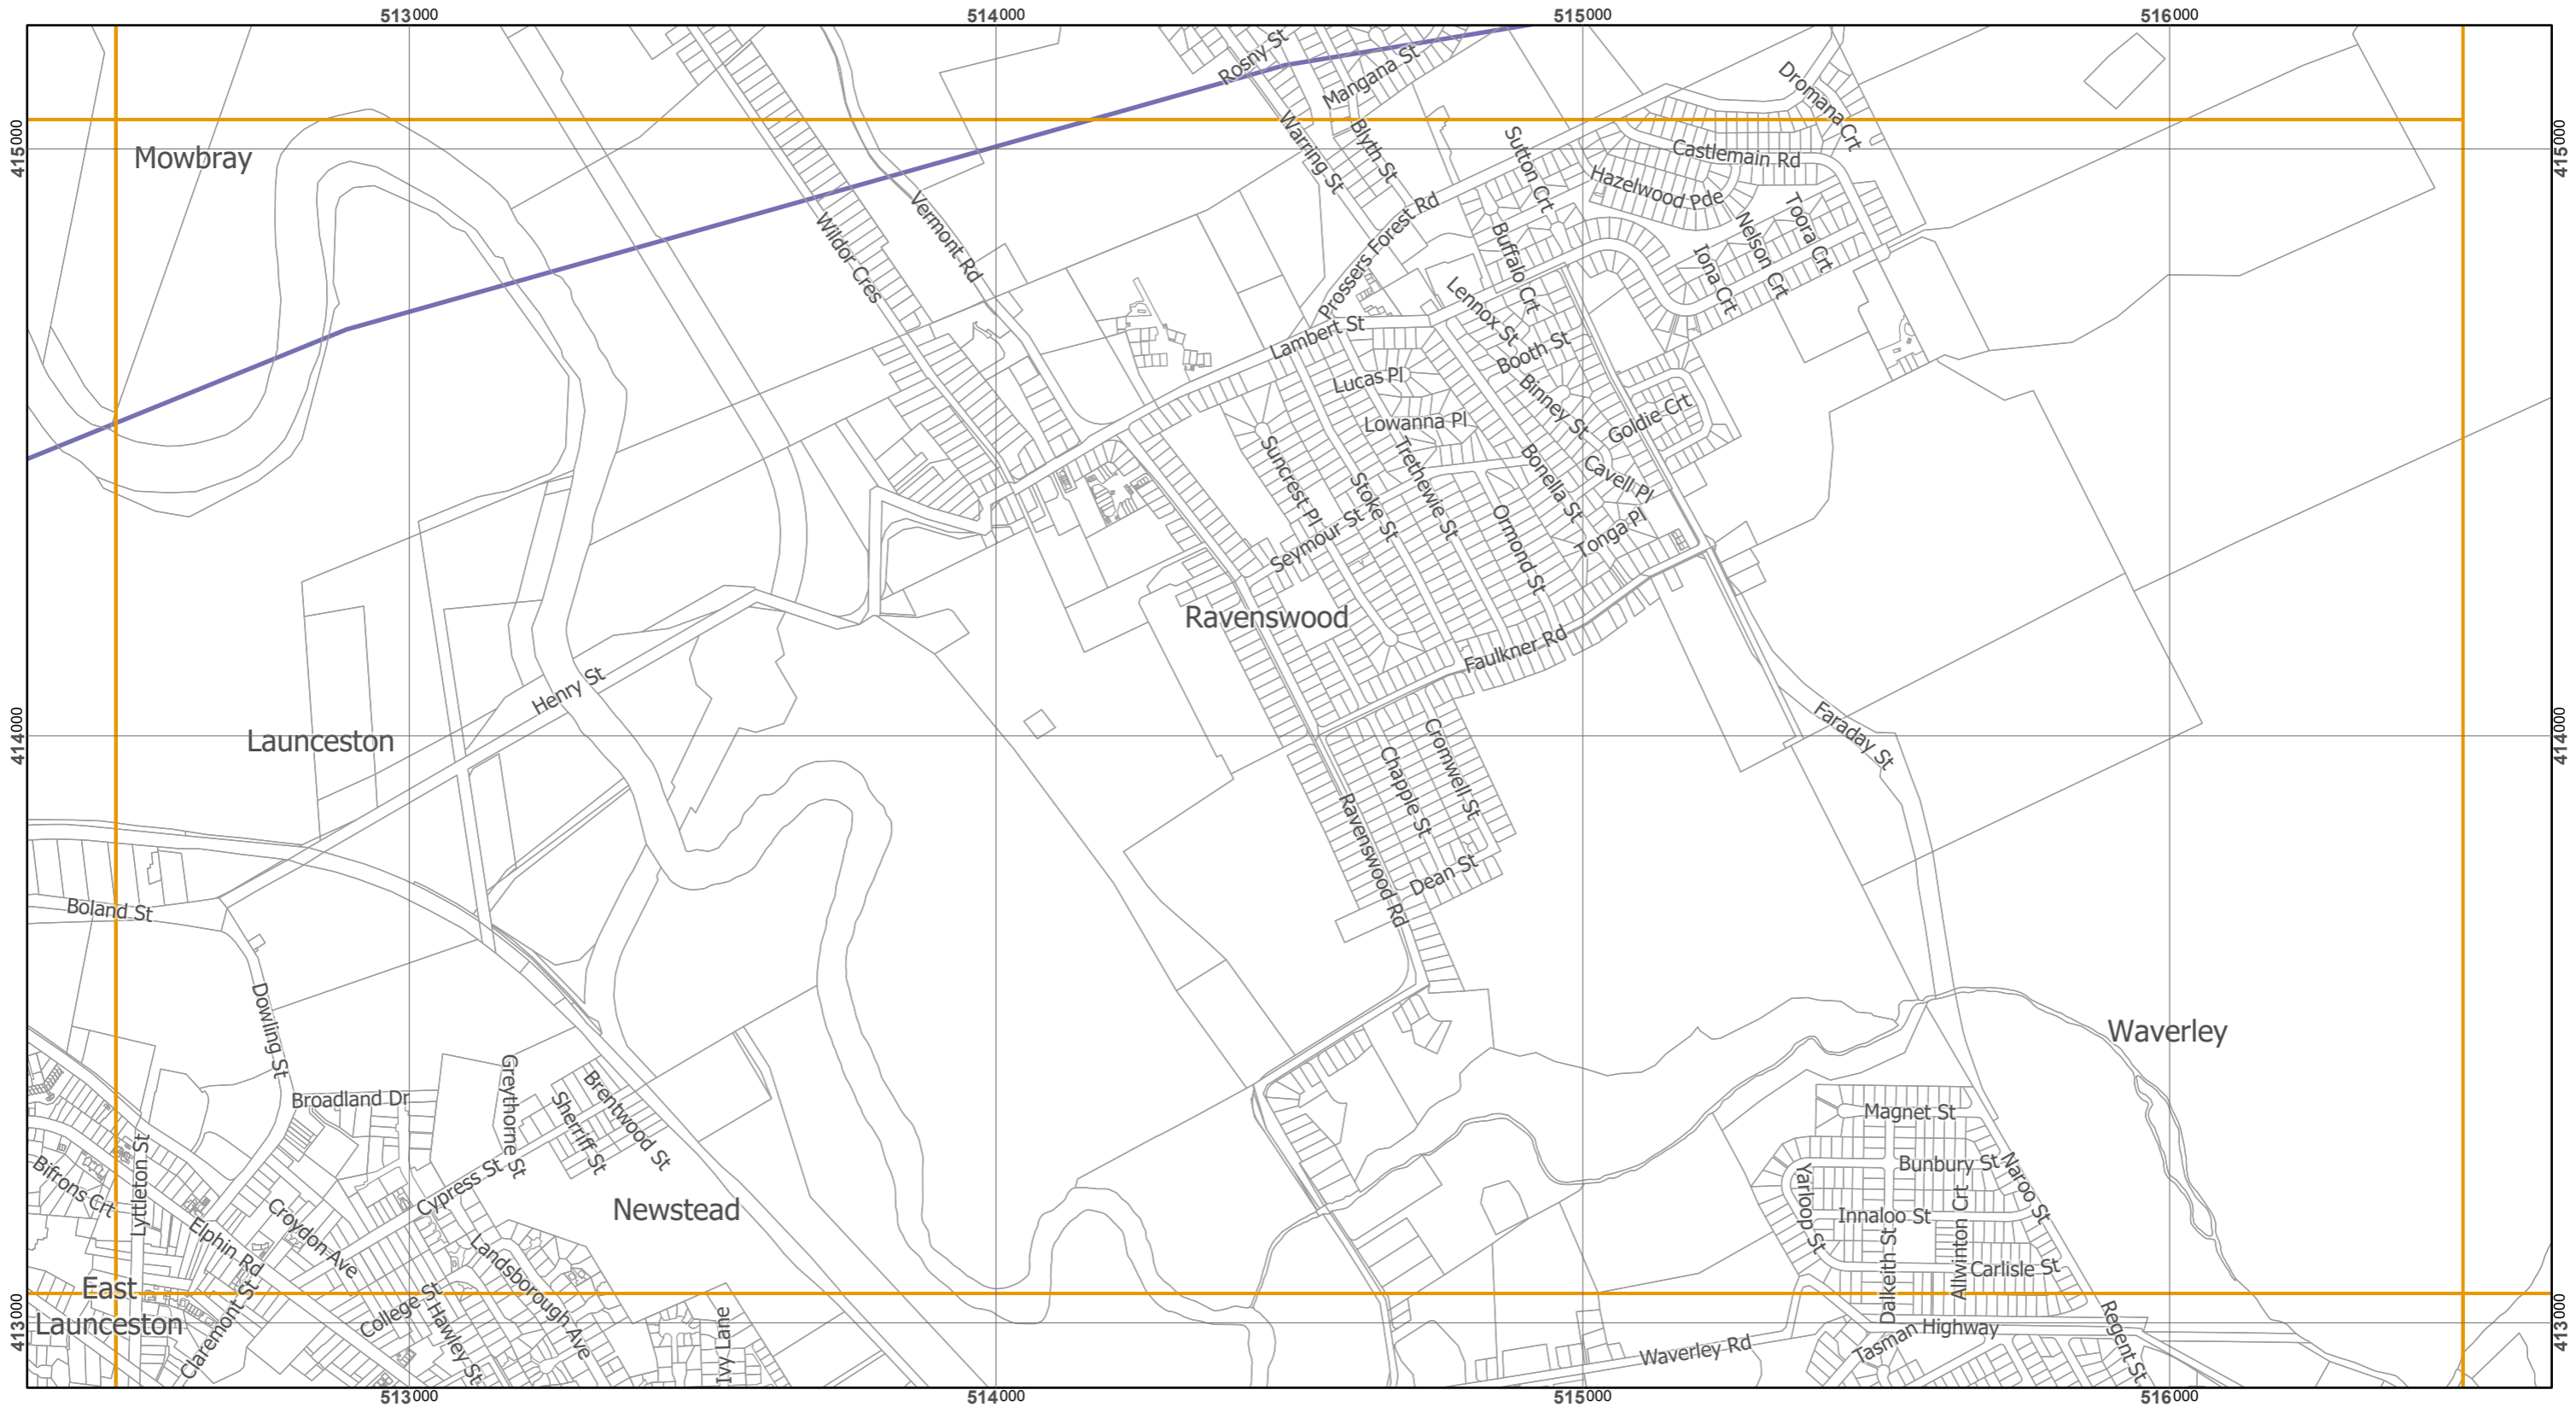 513000 514000 515000 516000
Rosny St
Mangana St
Dromana Crt
415000
Mowbray
Warring St
Blyth St
Sutton Crt
Castlemain Rd
415000
Hazelwood Pde
Vermont Rd
Wildor Cres
Prossers Forest Rd
Buffalo Crt
Iona Crt
Nelson Crt
Toora Crt
Lennox St
Lambert St
Booth St
Lucas Pl
Binney St
Goldie Crt
Lowanna Pl
Suncrest Pl
Stoke St
Trethewie St
Bonella St
Cavell Pl
Seymour St
Ormond St
Tonga Pl
Ravenswood
Faulkner Rd
Henry St
414000
Launceston
Faraday St
414000
Cromwell St
Chapple St
Ravenswood Rd
Dean St
Boland St
Dowling St
Waverley
Broadland Dr
Greythorne St
Sherriff St
Brentwood St
Magnet St
Bifrons Crt
Lyttleton St
Cypress St
Bunbury St
Naroo St
Yarloop St
Newstead
Innaloo St
Elphin Rd
Croydon Ave
Landsborough Ave
Dalkeith St
Allwinton Crt
Carlisle St
East
Launceston
Claremont St
College St
Hawley St
Ivy Lane
413000
Waverley Rd
Tasman Highway
Regent St
413000
513000 514000 515000 516000